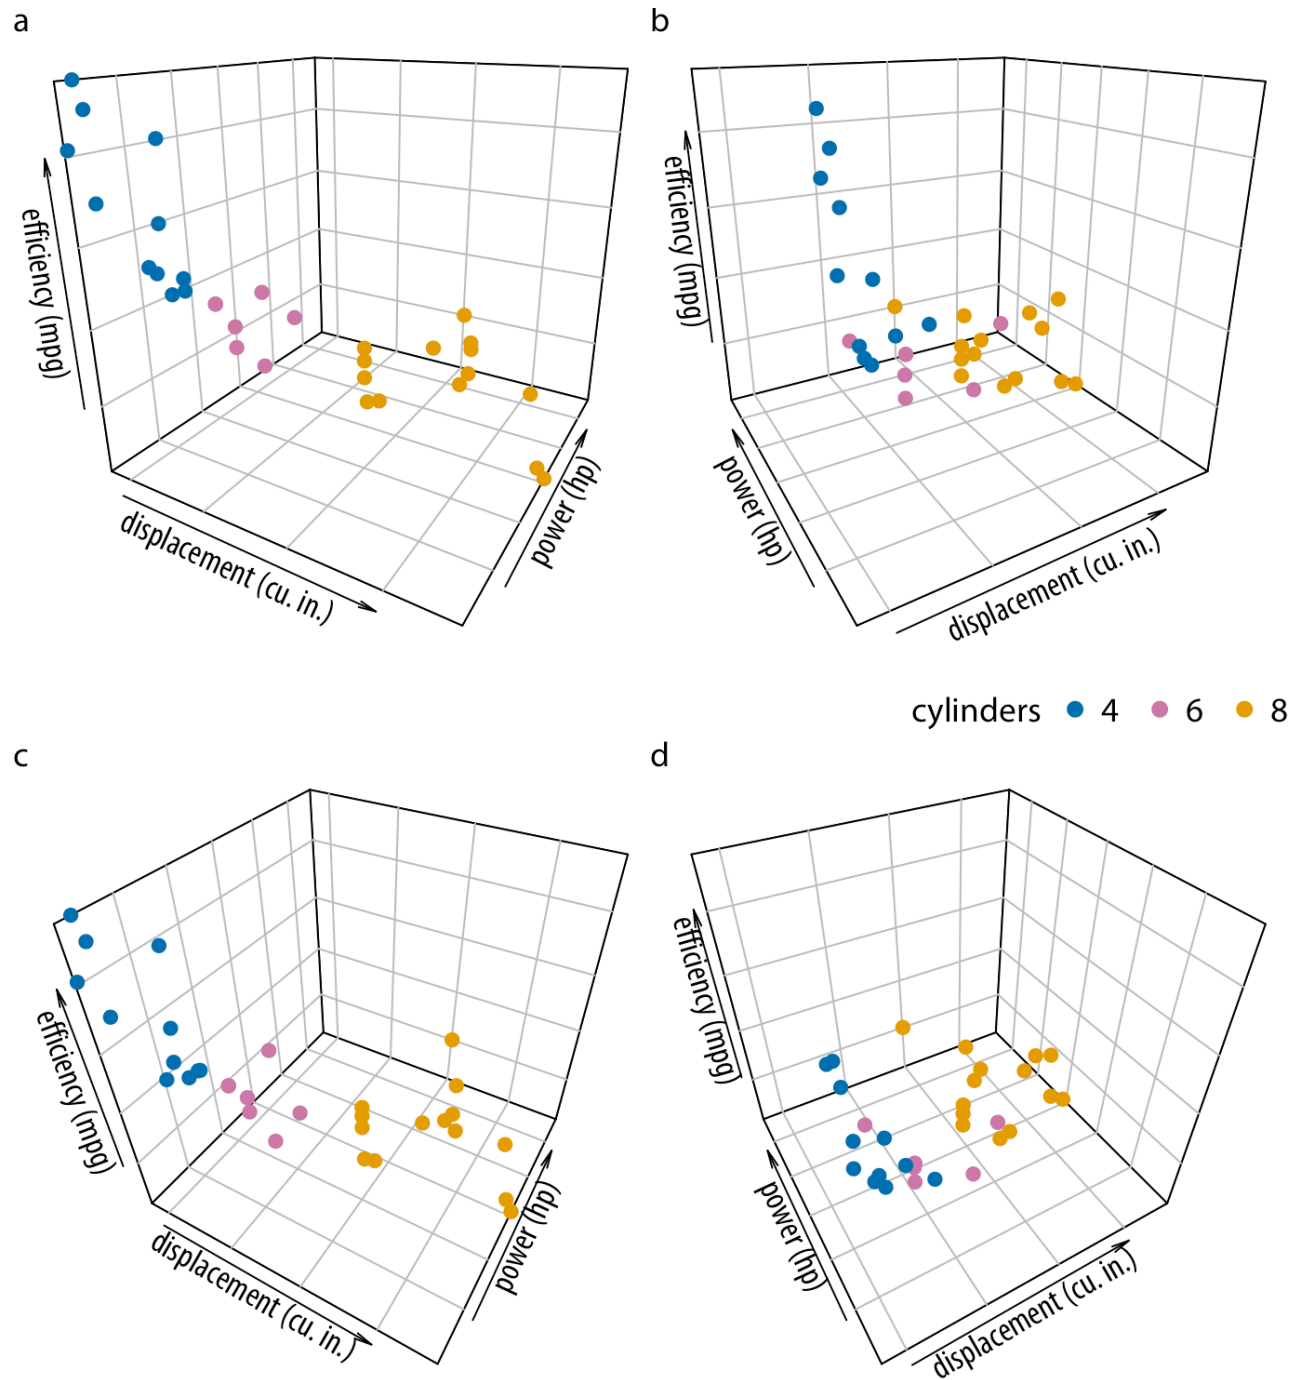 a
b
efficiency (mpg)
displacement (cu. in.)
power (hp)
efficiency (mpg)
power (hp)
displacement (cu. in.)
cylinders 4 6 8
c
d
efficiency (mpg)
displacement (cu. in.)
power (hp)
efficiency (mpg)
power (hp)
displacement (cu. in.)